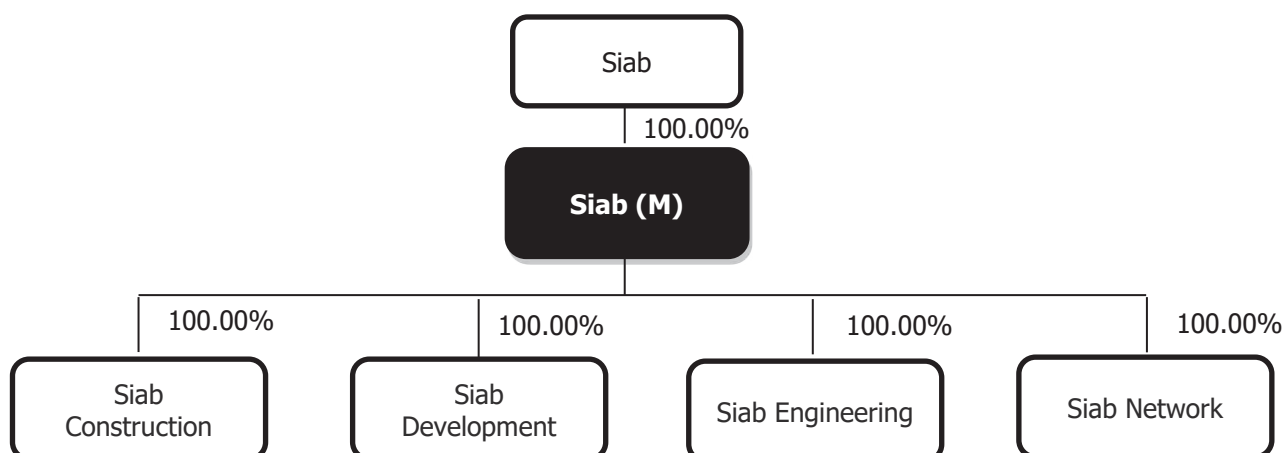 Siab
100.00%
Siab (M)
100.00%
100.00%
100.00%
100.00%
Siab
Construction
Siab
Development
Siab Engineering
Siab Network